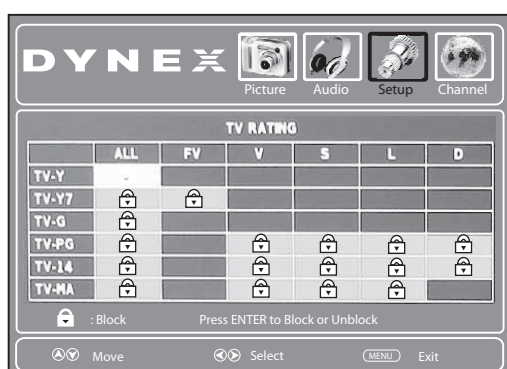 DYNEX
Picture Audio Setup Channel
TV RATING
ALL FV V S L D
TV-Y -
TV-Y7
TV-G
TV-PG
TV-14
TV-MA
: Block Press ENTER to Block or Unblock
Move Select MENU Exit